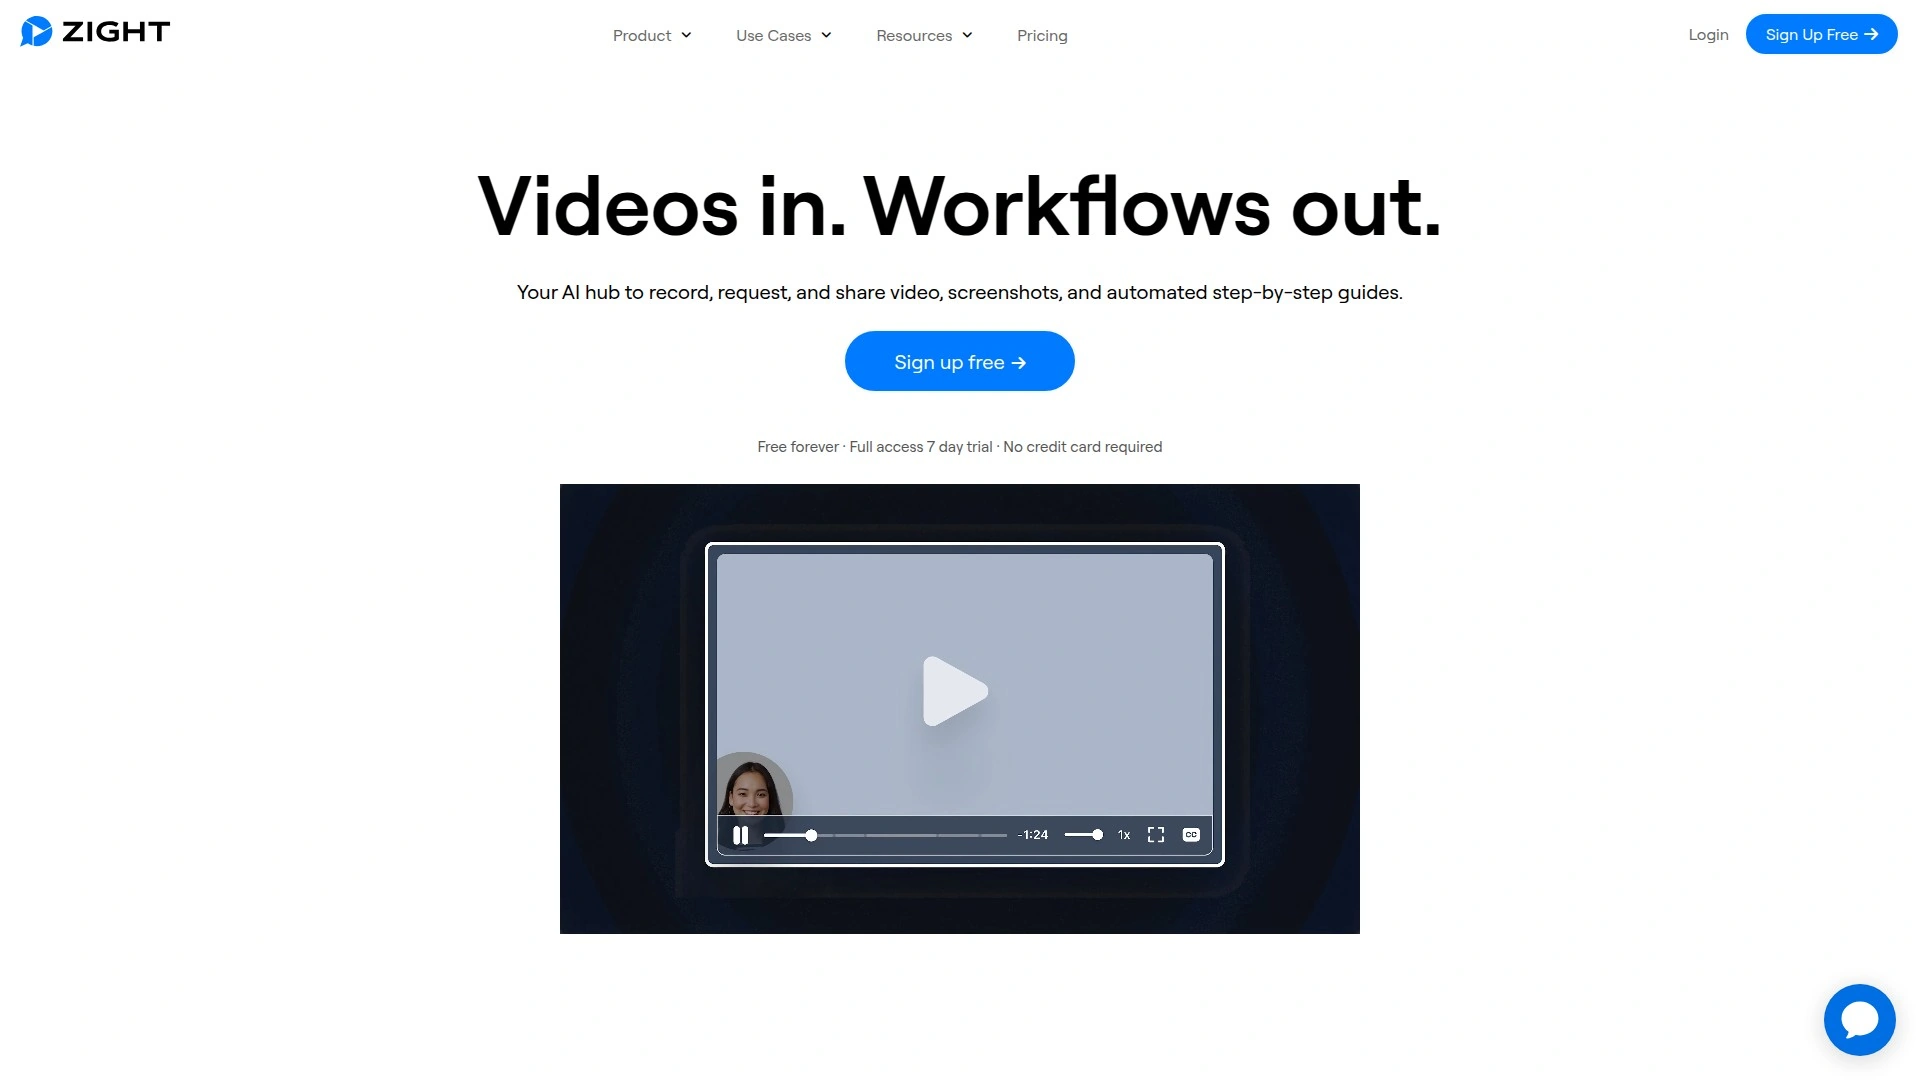 ZIGHT
Product
Use Cases
Resources
Pricing
Login
Sign Up Free →
Videos in. Workflows out.
Your AI hub to record, request, and share video, screenshots, and automated step-by-step guides.
Sign up free →
Free forever · Full access 7 day trial · No credit card required
-1:24
1x
CC